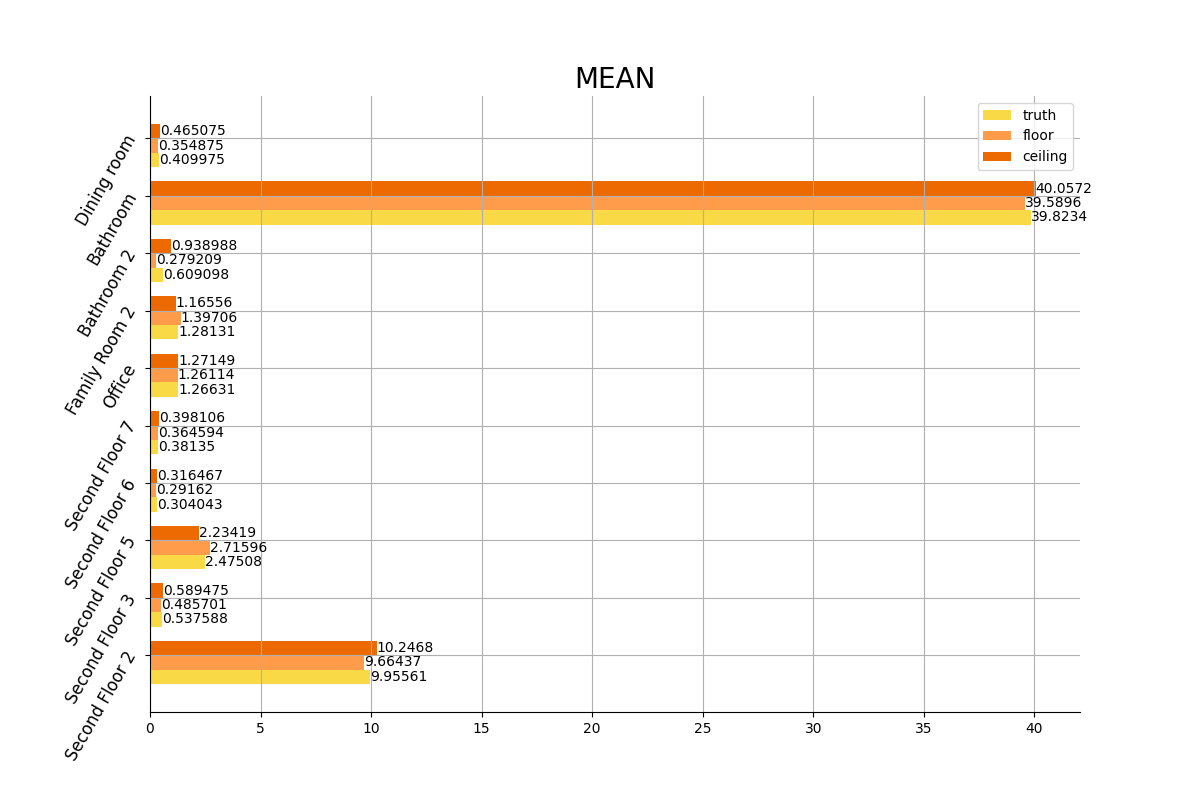 MEAN
truth
floor
ceiling
Dining room
0.465075
0.354875
0.409975
Bathroom
40.0572
39.5896
39.8234
Bathroom 2
0.938988
0.279209
0.609098
Family Room 2
1.16556
1.39706
1.28131
Office
1.27149
1.26114
1.26631
Second Floor 7
0.398106
0.364594
0.38135
Second Floor 6
0.316467
0.29162
0.304043
Second Floor 5
2.23419
2.71596
2.47508
Second Floor 3
0.589475
0.485701
0.537588
Second Floor 2
10.2468
9.66437
9.95561
0 5 10 15 20 25 30 35 40